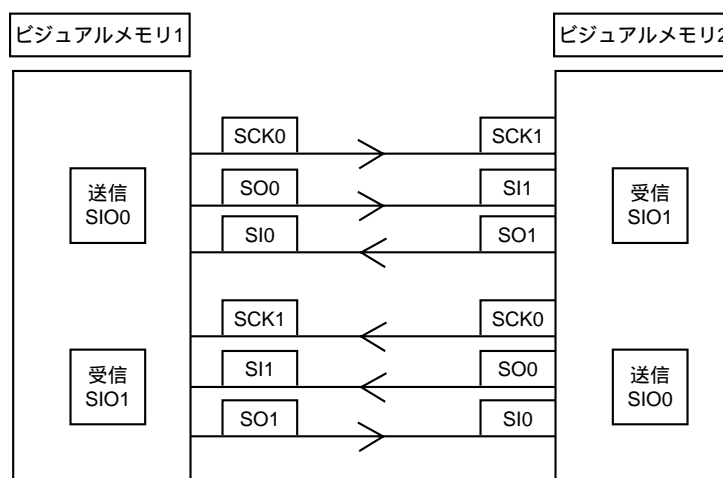 ビジュアルメモリ1
ビジュアルメモリ2
SCK0
SCK1
送信
SIO0
SO0
SI1
受信
SIO1
SI0
SO1
SCK1
SCK0
受信
SIO1
SI1
SO0
送信
SIO0
SO1
SI0